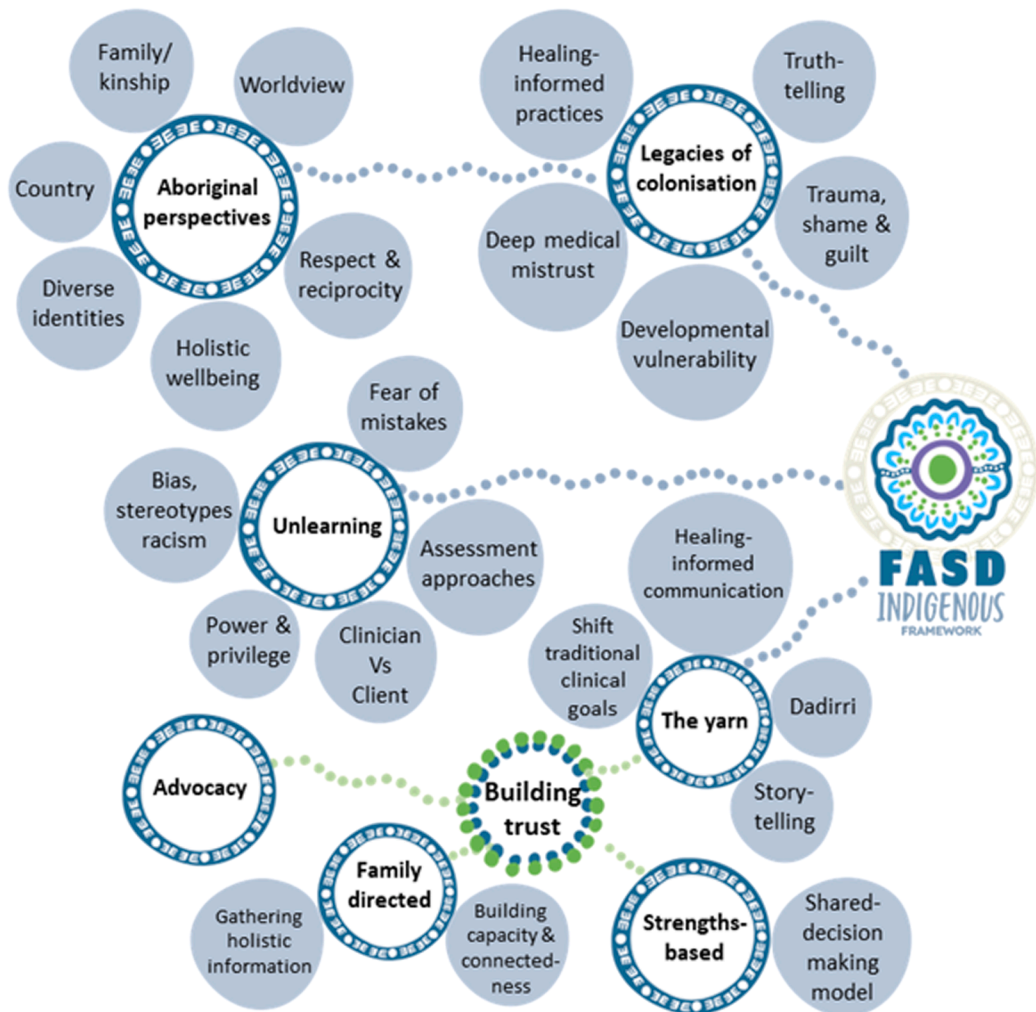 Family/
kinship
Worldview
Country
Aboriginal
perspectives
Respect &
reciprocity
Diverse
identities
Holistic
wellbeing
Healing-
informed
practices
Truth-
telling
Legacies of
colonisation
Trauma,
shame &
guilt
Deep medical
mistrust
Developmental
vulnerability
Fear of
mistakes
Bias,
stereotypes
racism
Unlearning
Assessment
approaches
Power &
privilege
Clinician
Vs
Client
FASD
INDIGENOUS
FRAMEWORK
Healing-
informed
communication
Shift
traditional
clinical
goals
The yarn
Dadirri
Story-
telling
Advocacy
Building
trust
Family
directed
Gathering
holistic
information
Building
capacity &
connected-
ness
Strengths-
based
Shared-
decision
making
model